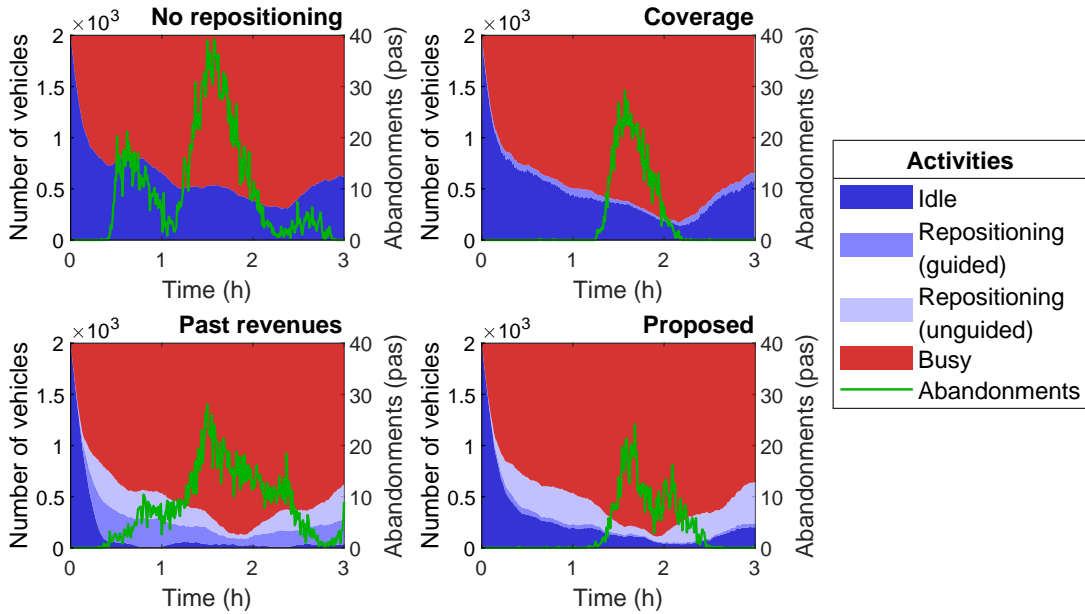 No repositioning
×10³
Number of vehicles
2
1.5
1
0.5
0
40
30
20
10
0
Abandonments (pas)
0 1 2 3
Time (h)
Coverage
×10³
Number of vehicles
2
1.5
1
0.5
0
40
30
20
10
0
Abandonments (pas)
0 1 2 3
Time (h)
Past revenues
×10³
Number of vehicles
2
1.5
1
0.5
0
40
30
20
10
0
Abandonments (pas)
0 1 2 3
Time (h)
Proposed
×10³
Number of vehicles
2
1.5
1
0.5
0
40
30
20
10
0
Abandonments (pas)
0 1 2 3
Time (h)
Activities
Idle
Repositioning
(guided)
Repositioning
(unguided)
Busy
Abandonments